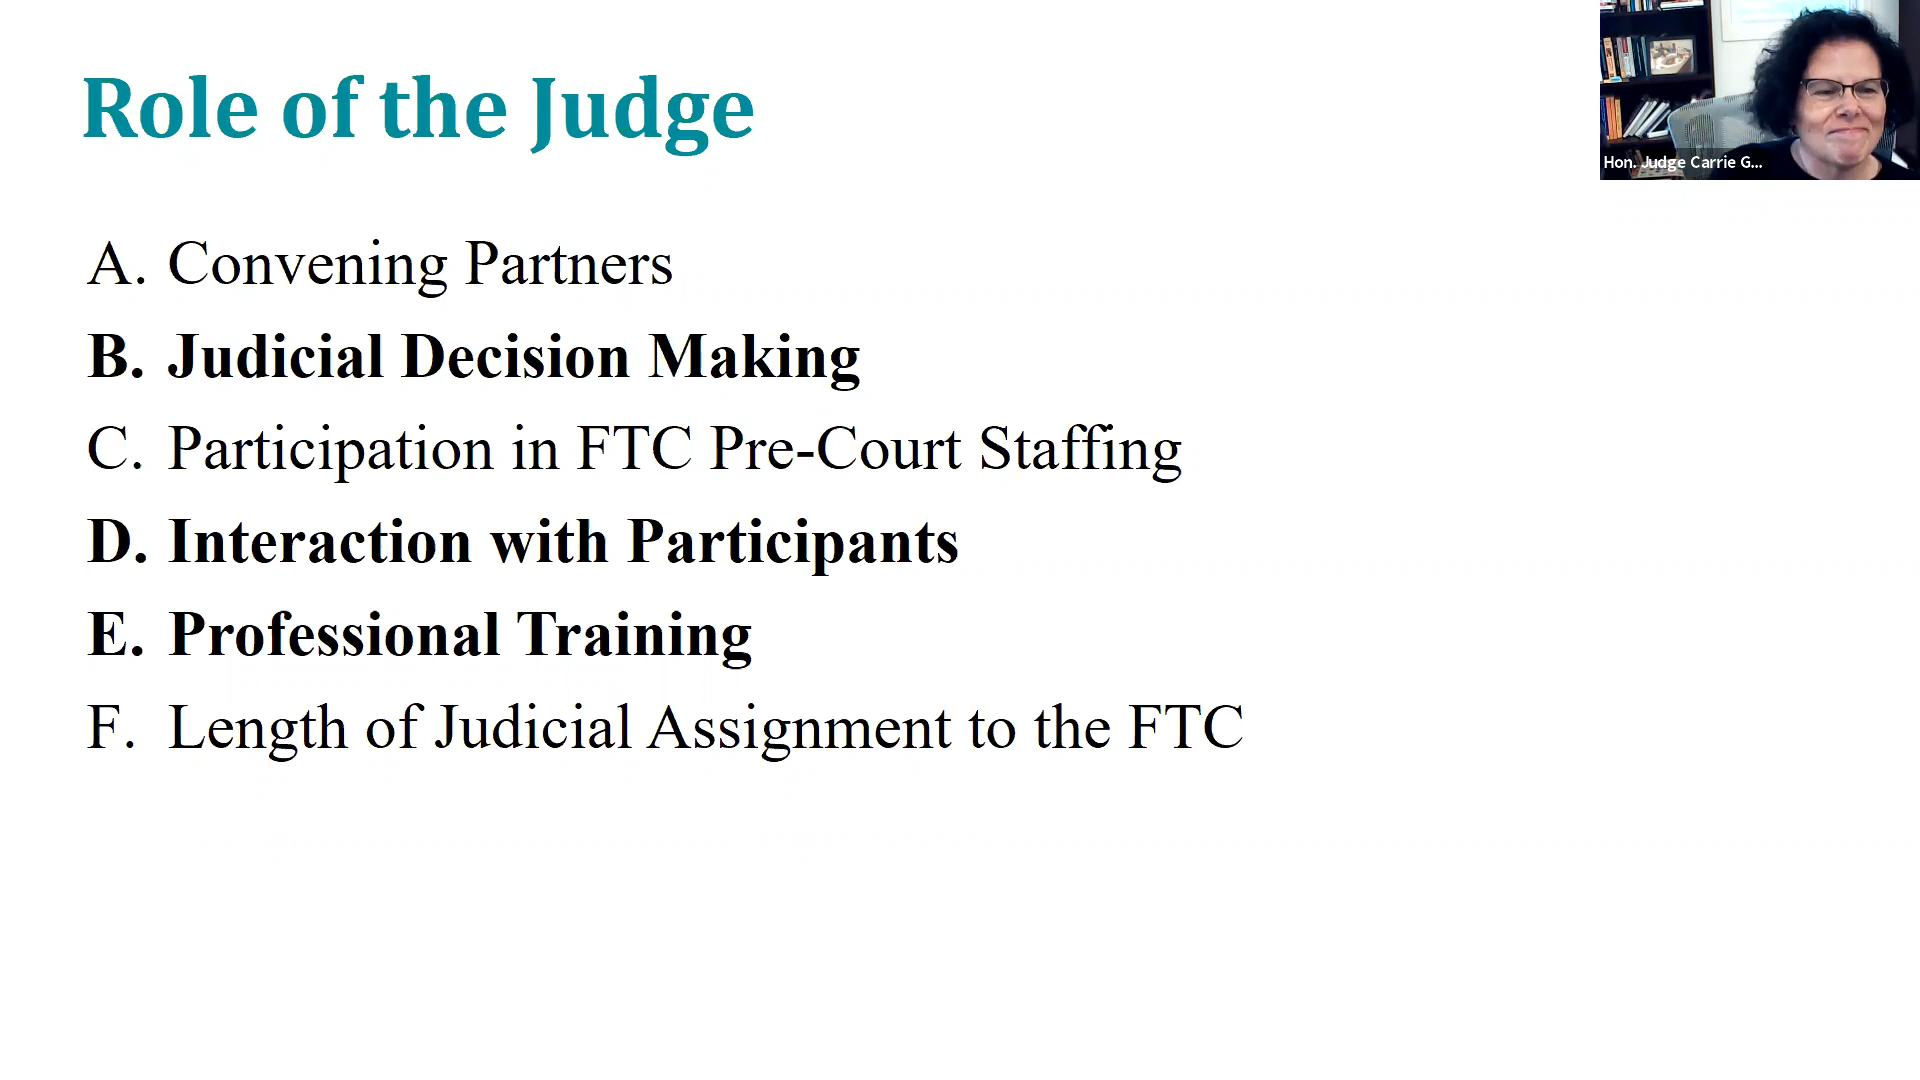 Role of the Judge
A. Convening Partners
B. Judicial Decision Making
C. Participation in FTC Pre-Court Staffing
D. Interaction with Participants
E. Professional Training
F. Length of Judicial Assignment to the FTC
Hon. Judge Carrie G...